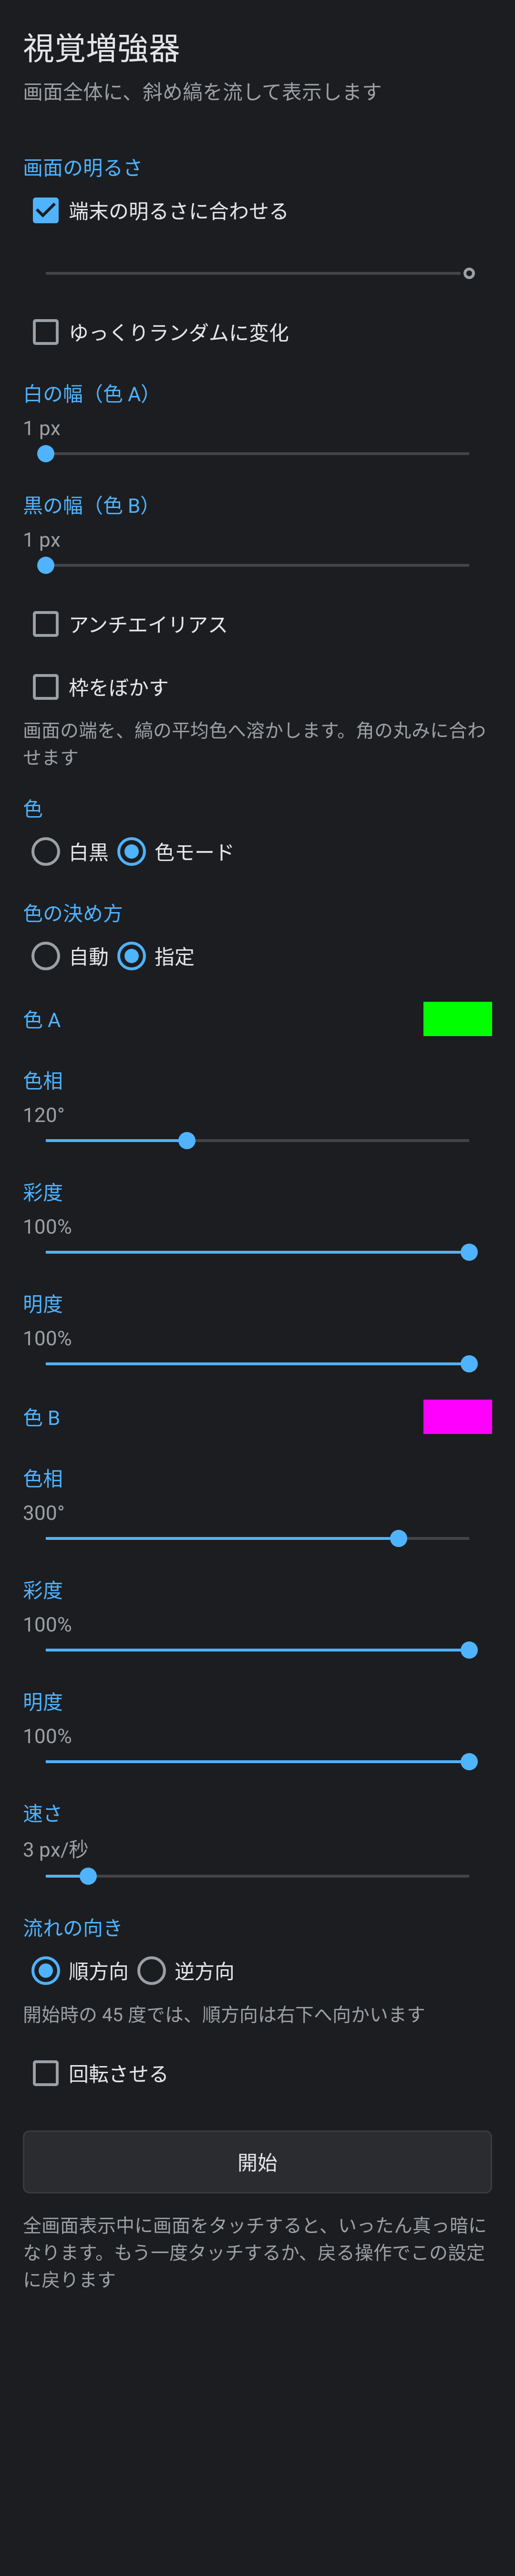 視覚増強器
画面全体に、斜め縞を流して表示します
画面の明るさ
端末の明るさに合わせる
ゆっくりランダムに変化
白の幅（色 A）
1 px
黒の幅（色 B）
1 px
アンチエイリアス
枠をぼかす
画面の端を、縞の平均色へ溶かします。角の丸みに合わ
せます
色
白黒 色モード
色の決め方
自動 指定
色 A
色相
120°
彩度
100%
明度
100%
色 B
色相
300°
彩度
100%
明度
100%
速さ
3 px/秒
流れの向き
順方向 逆方向
開始時の 45 度では、順方向は右下へ向かいます
回転させる
開始
全画面表示中に画面をタッチすると、いったん真っ暗に
なります。もう一度タッチするか、戻る操作でこの設定
に戻ります